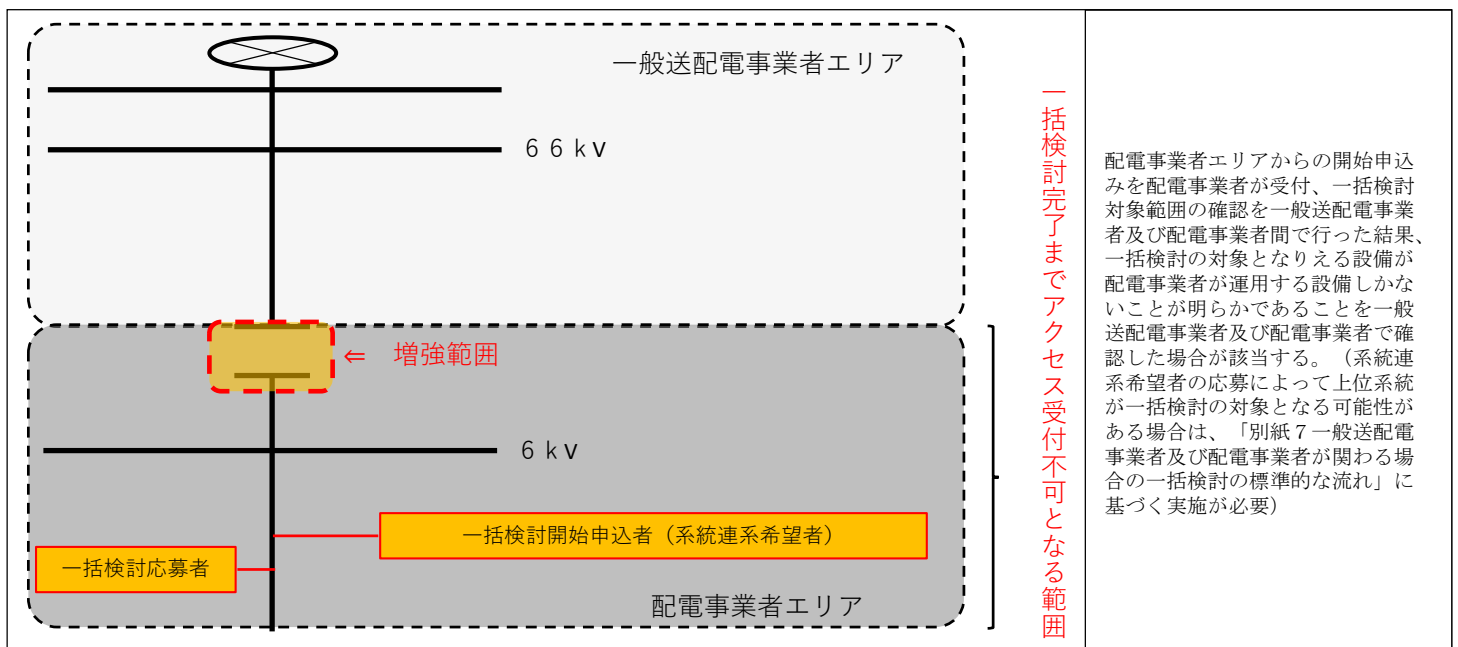 一般送配電事業者エリア
66kV
⇐ 増強範囲
6kV
一括検討開始申込者(系統連系希望者)
一括検討応募者
配電事業者エリア
一括検討完了までアクセス受付不可となる範囲
配電事業者エリアからの開始申込
みを配電事業者が受付、一括検討
対象範囲の確認を一般送配電事業
者及び配電事業者間で行った結果、
一括検討の対象となりえる設備が
配電事業者が運用する設備しかな
いことが明らかであることを一般
送配電事業者及び配電事業者で確
認した場合が該当する。(系統連
系希望者の応募によって上位系統
が一括検討の対象となる可能性が
ある場合は、「別紙7一般送配電
事業者及び配電事業者が関わる場
合の一括検討の標準的な流れ」に
基づく実施が必要)